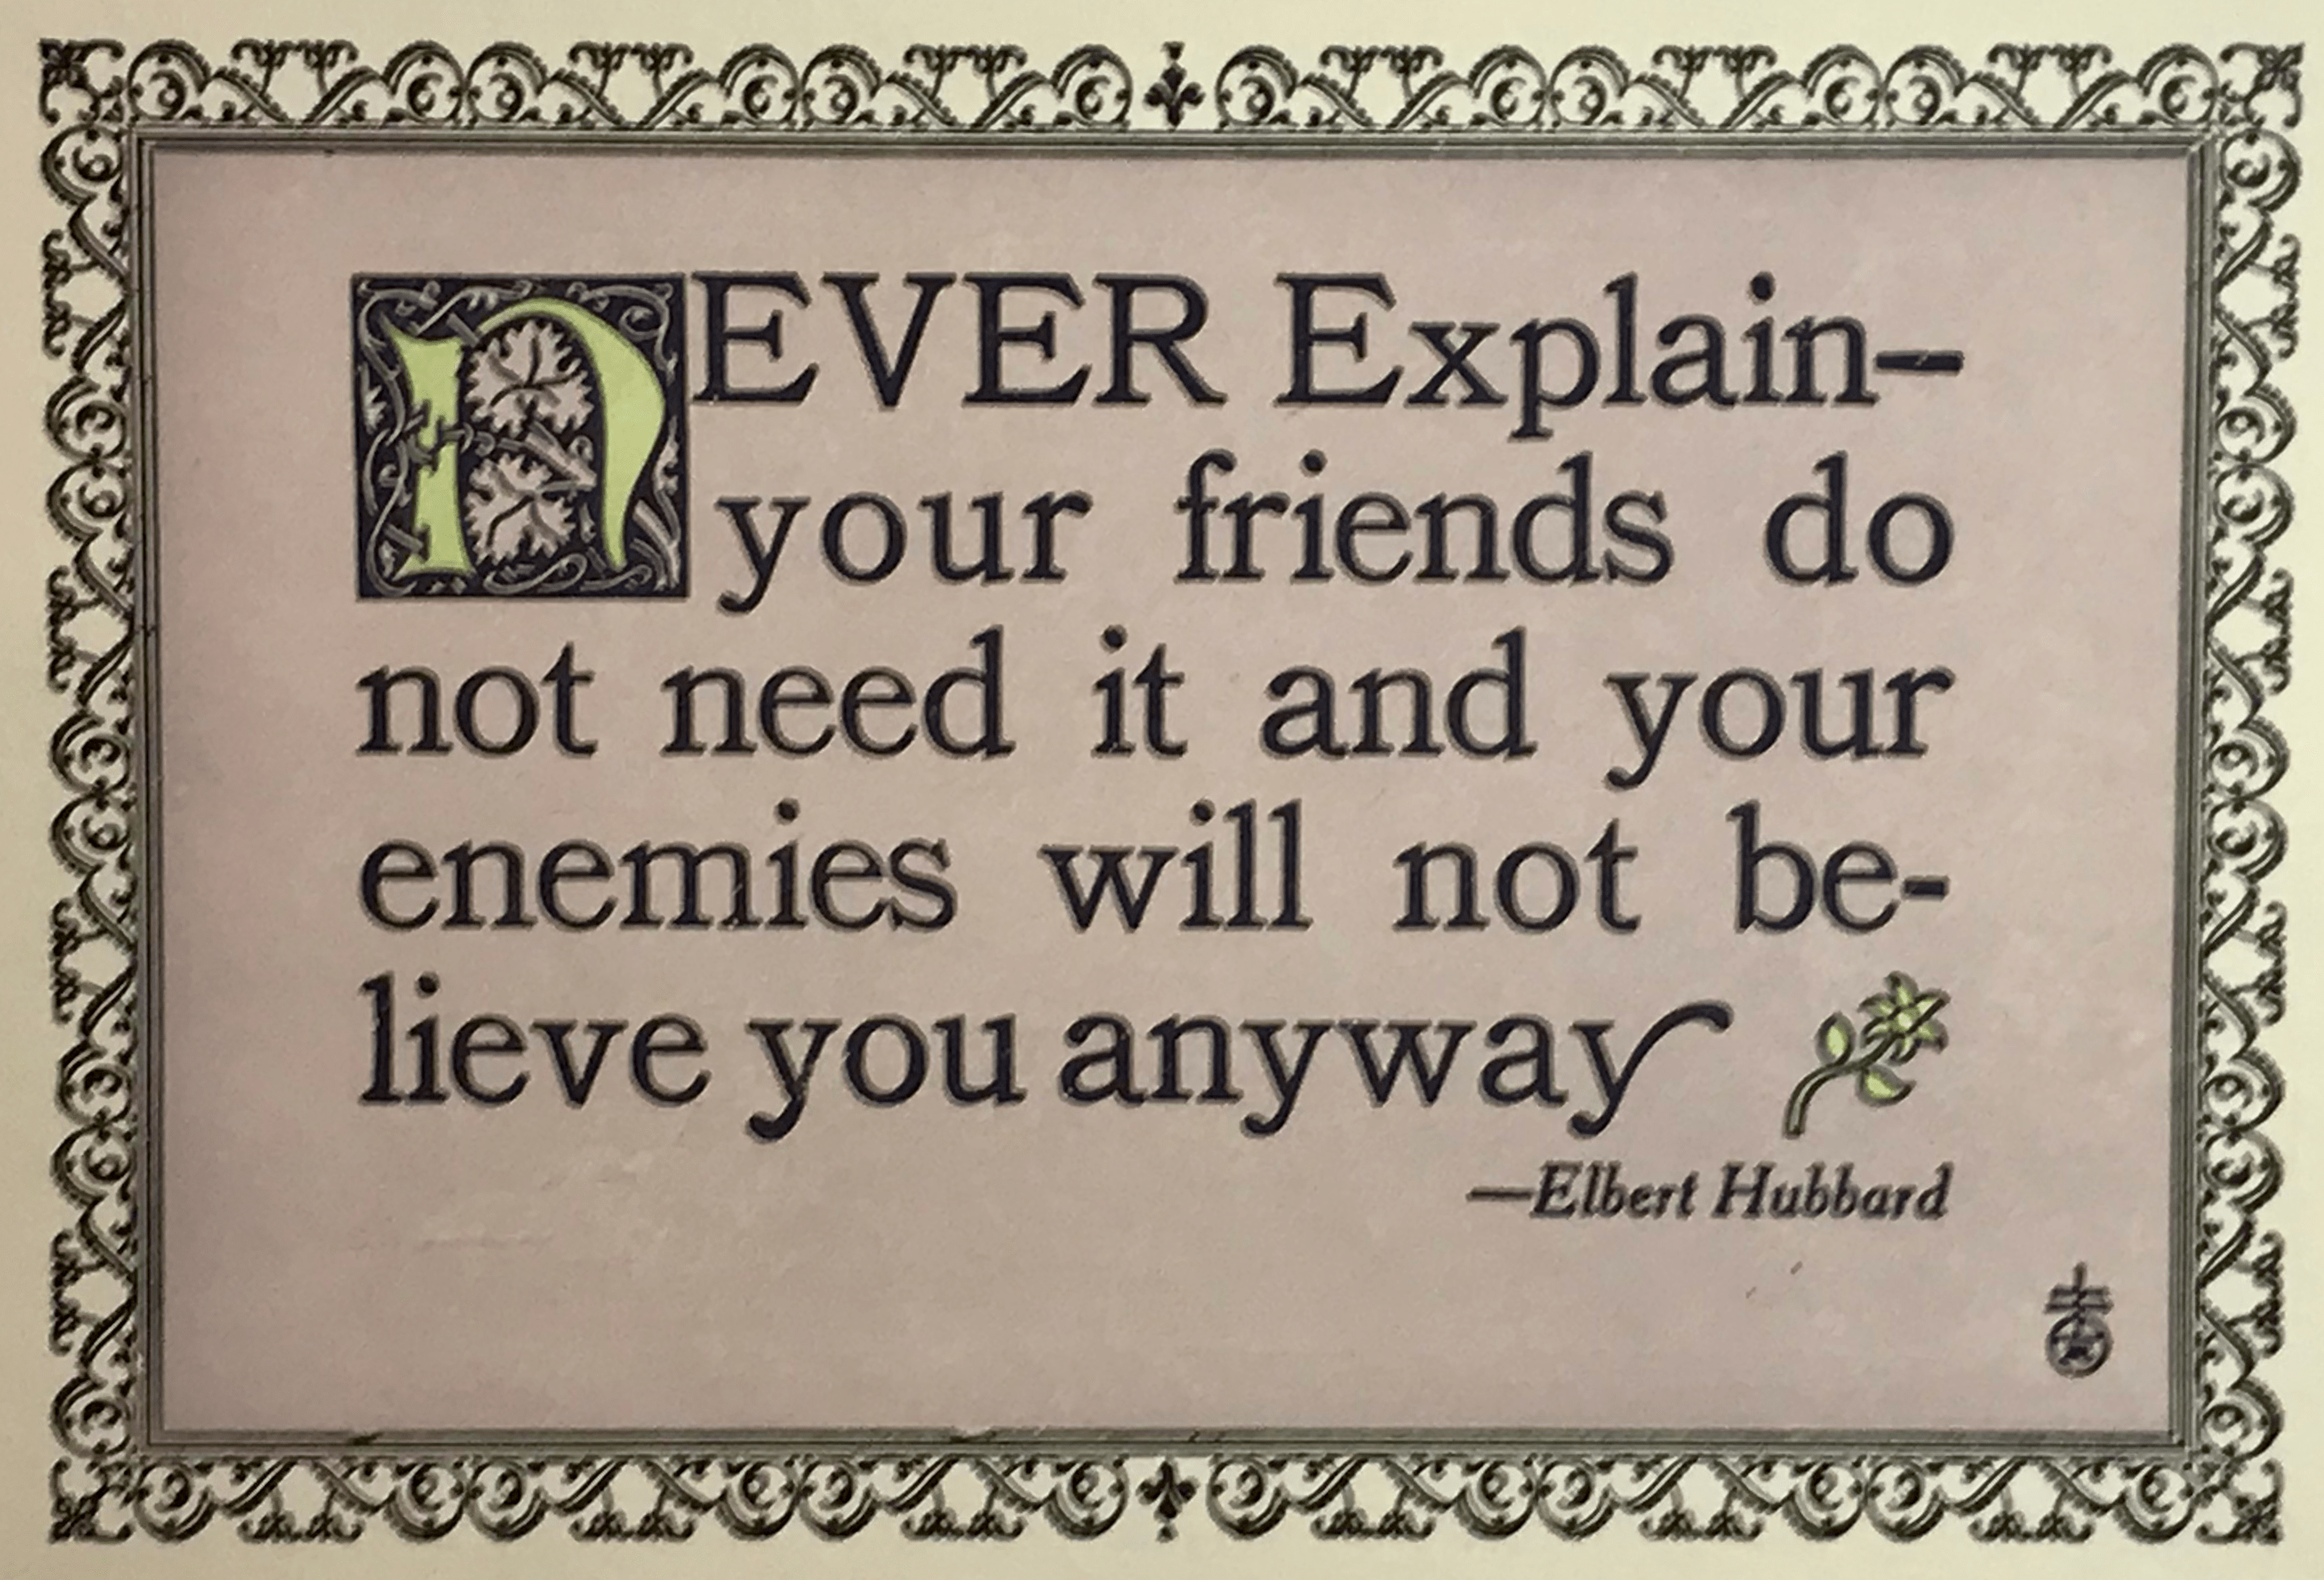 NEVER Explain—
your friends do
not need it and your
enemies will not be-
lieve you anyway
—Elbert Hubbard